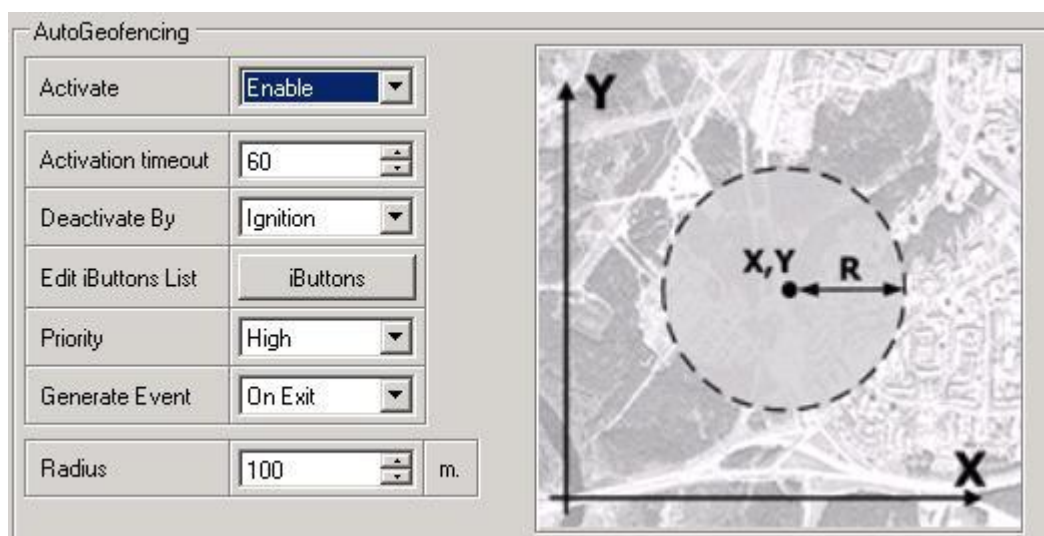 AutoGeofencing
Activate Enable
Activation timeout 60
Deactivate By Ignition
Edit iButtons List iButtons
Priority High
Generate Event On Exit
Radius 100 m.
Y
X,Y R
X